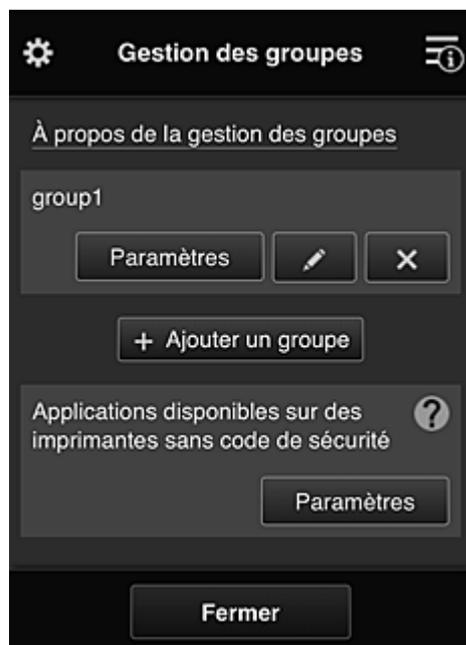 Gestion des groupes
À propos de la gestion des groupes
group1
Paramètres
+ Ajouter un groupe
Applications disponibles sur des
imprimantes sans code de sécurité
?
Paramètres
Fermer